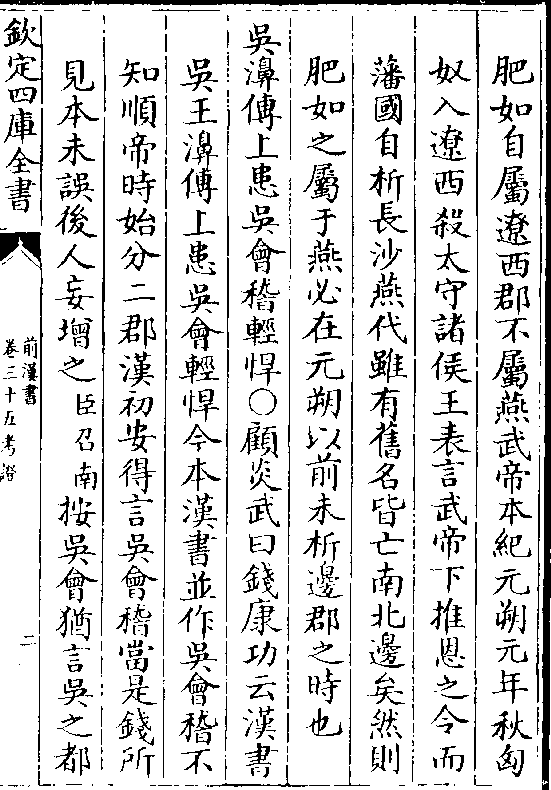 肥如自屬遼西郡不屬燕武帝本紀元朔元年秋匈
奴入遼西殺太守諸侯王表言武帝下推恩之令而
藩國自析長沙燕代雖有舊名皆亡南北邊矣然則
肥如之屬于燕必在元朔以前未析邊郡之時也
吳濞傳上患吳會稽輕悍○顧炎武曰錢康功云漢書
吳王濞傳上患吳會輕悍今本漢書並作吳會稽不
知順帝時始分二郡漢初安得言吳會稽當是錢所
見本未誤後人妄增之臣召南按吳會猶言吳之都
欽定四庫全書
前漢書
卷三十五考證
二